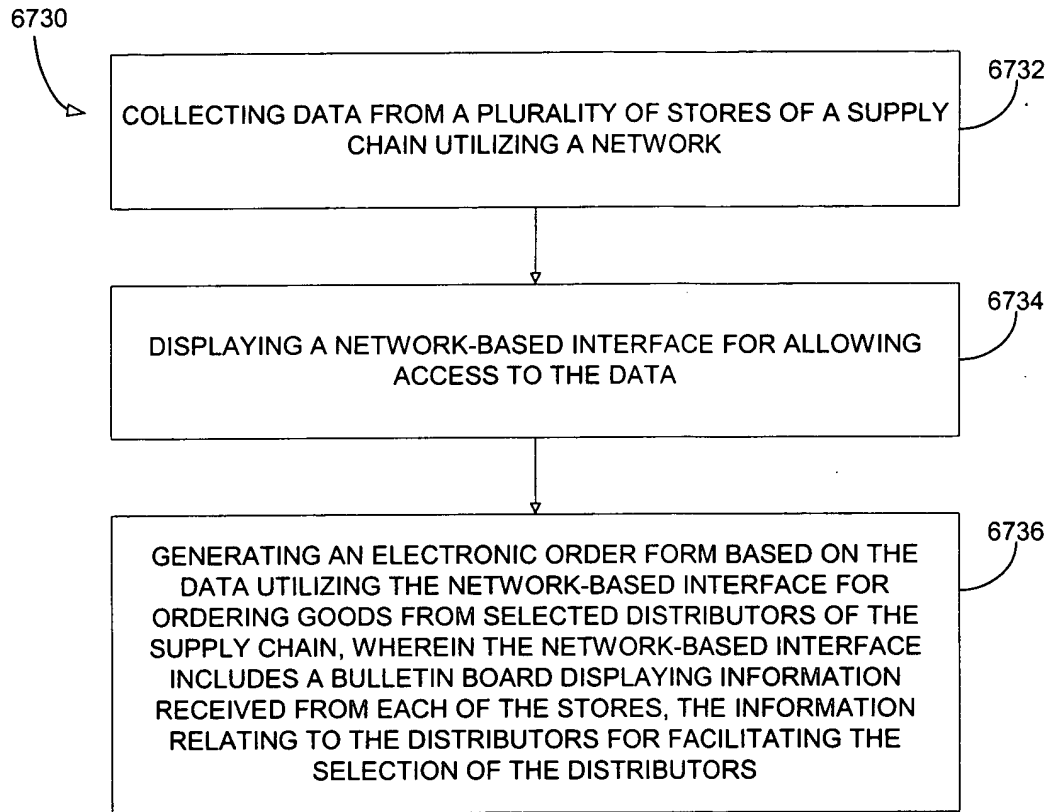 6730
6732
COLLECTING DATA FROM A PLURALITY OF STORES OF A SUPPLY
CHAIN UTILIZING A NETWORK
6734
DISPLAYING A NETWORK-BASED INTERFACE FOR ALLOWING
ACCESS TO THE DATA
6736
GENERATING AN ELECTRONIC ORDER FORM BASED ON THE
DATA UTILIZING THE NETWORK-BASED INTERFACE FOR
ORDERING GOODS FROM SELECTED DISTRIBUTORS OF THE
SUPPLY CHAIN, WHEREIN THE NETWORK-BASED INTERFACE
INCLUDES A BULLETIN BOARD DISPLAYING INFORMATION
RECEIVED FROM EACH OF THE STORES, THE INFORMATION
RELATING TO THE DISTRIBUTORS FOR FACILITATING THE
SELECTION OF THE DISTRIBUTORS